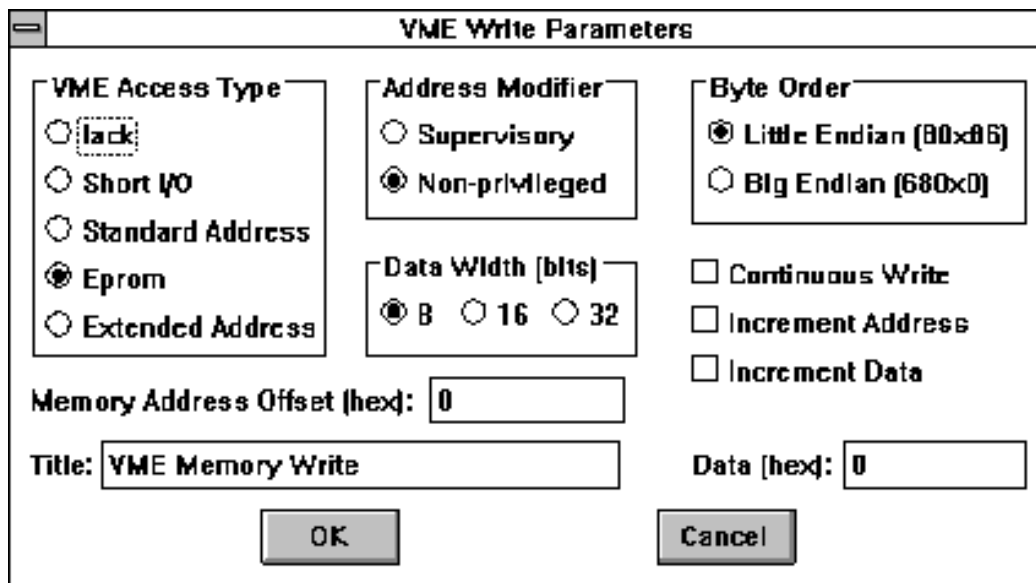 VME Write Parameters
VME Access Type
Iack
Short I/O
Standard Address
Eprom
Extended Address
Address Modifier
Supervisory
Non-privileged
Data Width (bits)
8 16 32
Byte Order
Little Endian (80x86)
Big Endian (680x0)
Continuous Write
Increment Address
Increment Data
Memory Address Offset (hex): 0
Title: VME Memory Write
Data (hex): 0
OK
Cancel